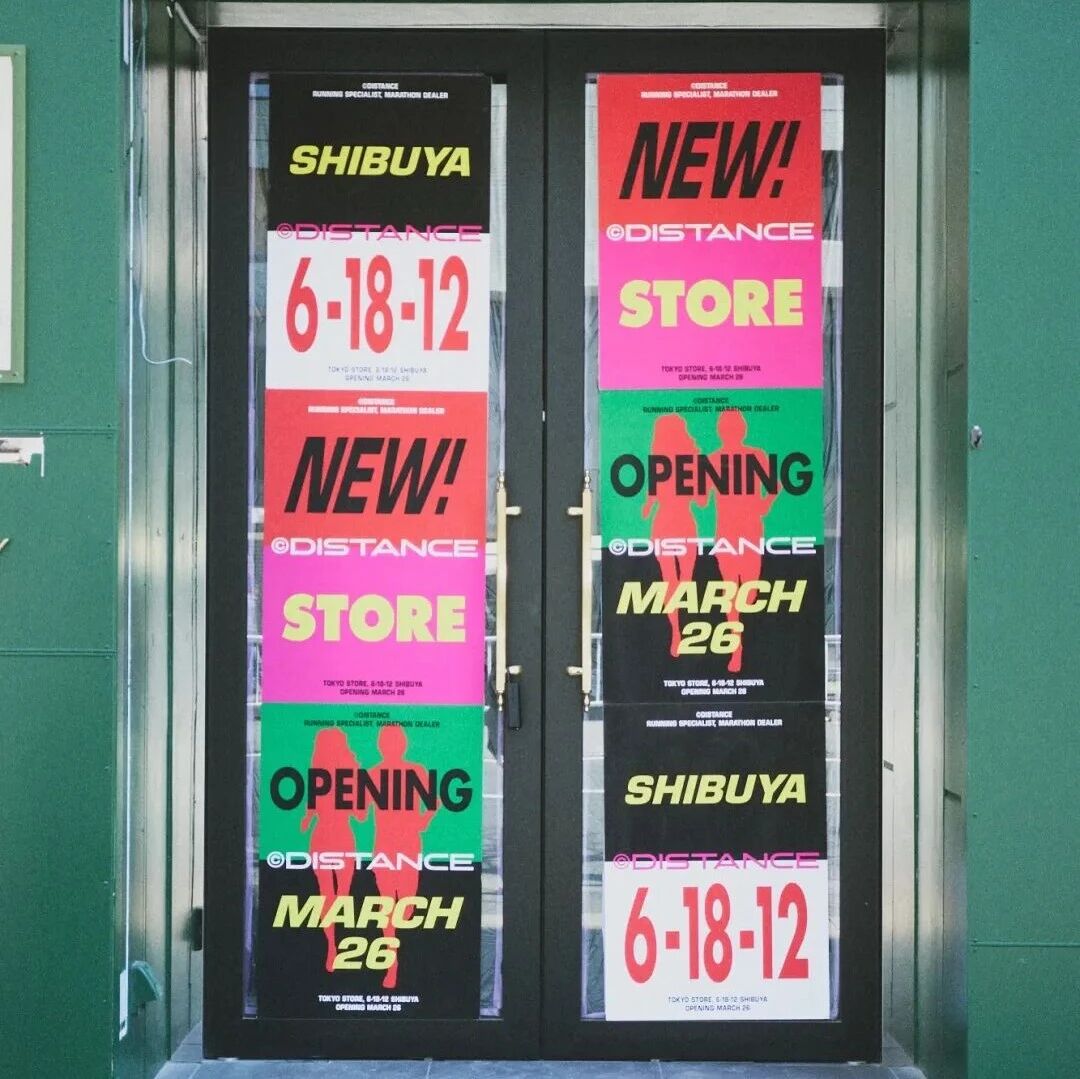 ©DISTANCE
RUNNING SPECIALIST, MARATHON DEALER
SHIBUYA
©DISTANCE
6-18-12
TOKYO STORE, 6-18-12 SHIBUYA
OPENING MARCH 26
©DISTANCE
RUNNING SPECIALIST, MARATHON DEALER
NEW!
©DISTANCE
STORE
TOKYO STORE, 6-18-12 SHIBUYA
OPENING MARCH 26
©DISTANCE
RUNNING SPECIALIST, MARATHON DEALER
OPENING
©DISTANCE
MARCH
26
TOKYO STORE, 6-18-12 SHIBUYA
OPENING MARCH 26
©DISTANCE
RUNNING SPECIALIST, MARATHON DEALER
NEW!
©DISTANCE
STORE
TOKYO STORE, 6-18-12 SHIBUYA
OPENING MARCH 26
©DISTANCE
RUNNING SPECIALIST, MARATHON DEALER
OPENING
©DISTANCE
MARCH
26
TOKYO STORE, 6-18-12 SHIBUYA
OPENING MARCH 26
©DISTANCE
RUNNING SPECIALIST, MARATHON DEALER
SHIBUYA
©DISTANCE
6-18-12
TOKYO STORE, 6-18-12 SHIBUYA
OPENING MARCH 26